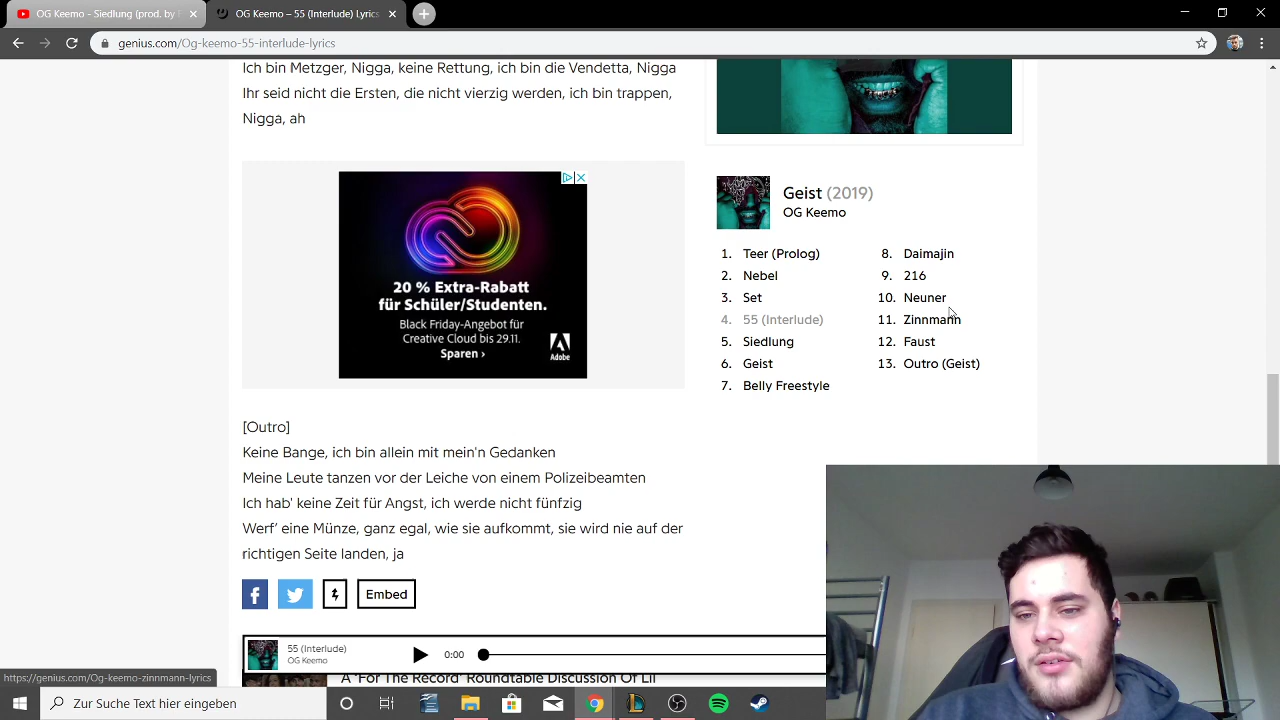 OG Keemo - Siedlung (prod. by
OG Keemo – 55 (Interlude) Lyrics
genius.com/Og-keemo-55-interlude-lyrics
Ich bin Metzger, Nigga, keine Rettung, ich bin die Vendetta, Nigga
Ihr seid nicht die Ersten, die nicht vierzig werden, ich bin trappen,
Nigga, ah
20 % Extra-Rabatt
für Schüler/Studenten.
Black Friday-Angebot für
Creative Cloud bis 29.11.
Sparen ›
Adobe
Geist (2019)
OG Keemo
1. Teer (Prolog)
2. Nebel
3. Set
4. 55 (Interlude)
5. Siedlung
6. Geist
7. Belly Freestyle
8. Daimajin
9. 216
10. Neuner
11. Zinnmann
12. Faust
13. Outro (Geist)
[Outro]
Keine Bange, ich bin allein mit mein'n Gedanken
Meine Leute tanzen vor der Leiche von einem Polizeibeamten
Ich hab' keine Zeit für Angst, ich werde nicht fünfzig
Werf' eine Münze, ganz egal, wie sie aufkommt, sie wird nie auf der
richtigen Seite landen, ja
Embed
55 (Interlude)
OG Keemo
0:00
A 'For The Record' Roundtable Discussion Of Lil
https://genius.com/Og-keemo-zinnmann-lyrics
Zur Suche Text hier eingeben